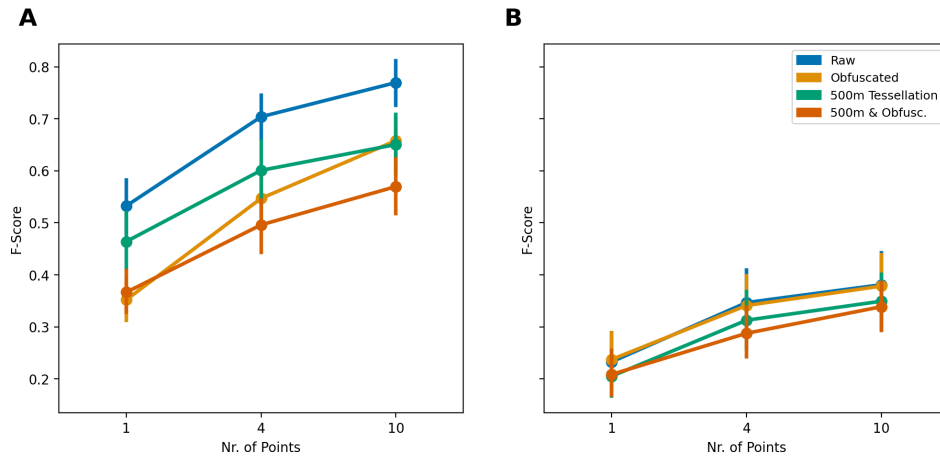 A
F-Score
0.8
0.7
0.6
0.5
0.4
0.3
0.2
1
4
10
Nr. of Points
B
F-Score
Raw
Obfuscated
500m Tessellation
500m & Obfusc.
1
4
10
Nr. of Points